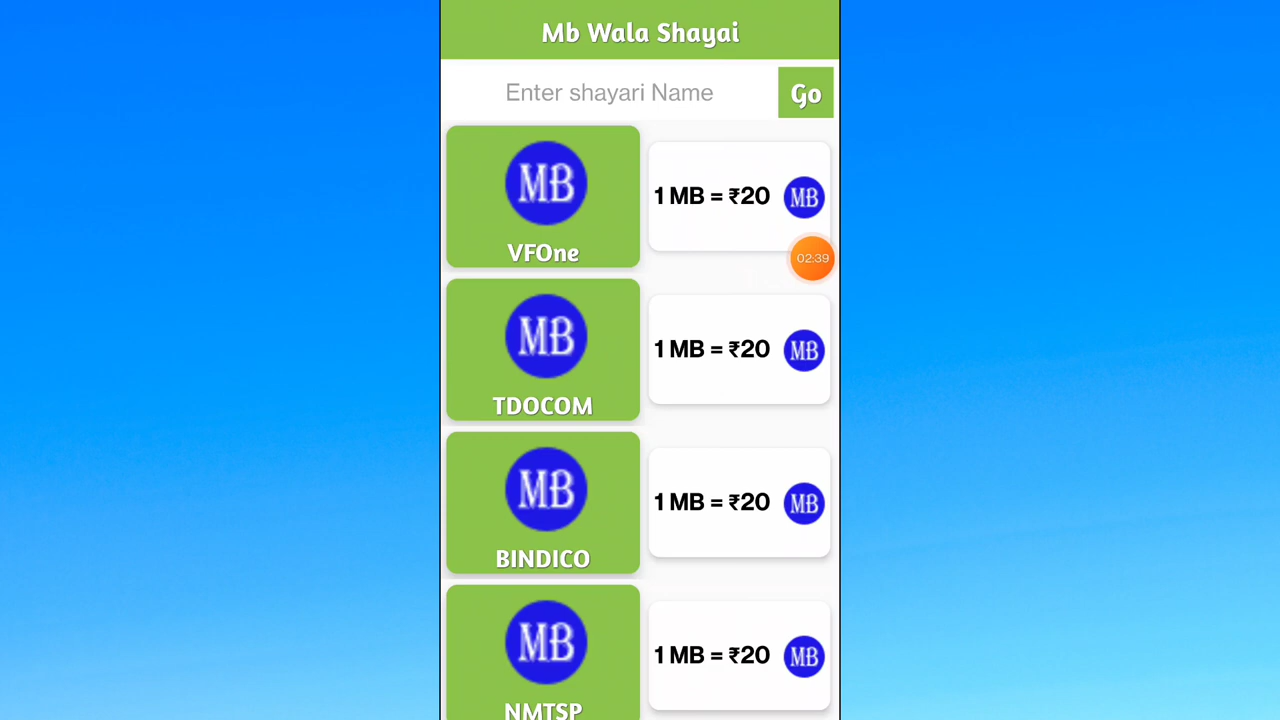 Mb Wala Shayai
Enter shayari Name
Go
MB
VFOne
1 MB = ₹20
MB
02:39
MB
TDOCOM
1 MB = ₹20
MB
MB
BINDICO
1 MB = ₹20
MB
MB
NMTSP
1 MB = ₹20
MB